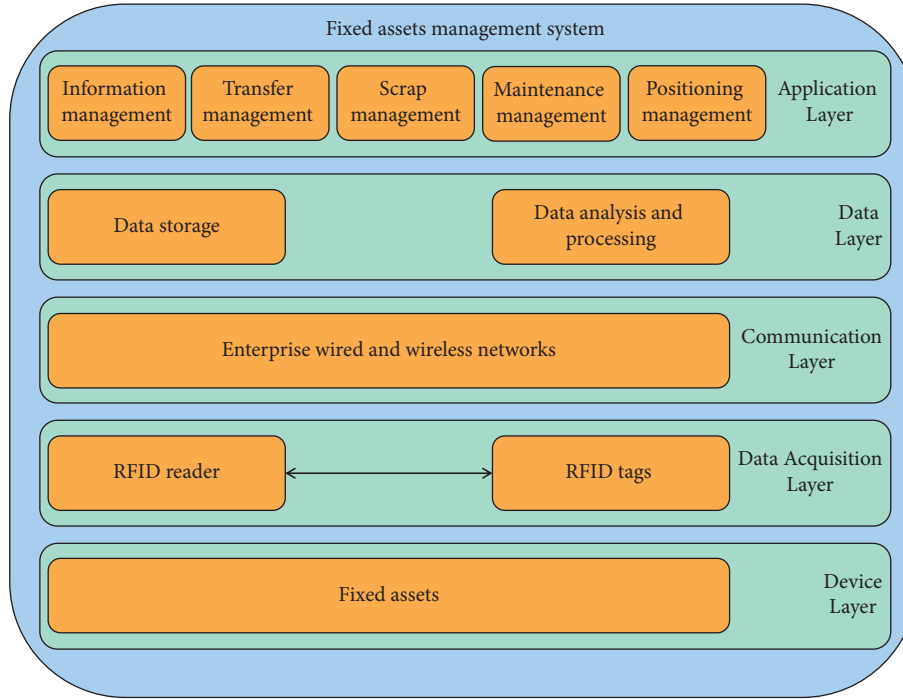 Fixed assets management system
Information
management
Transfer
management
Scrap
management
Maintenance
management
Positioning
management
Application
Layer
Data storage
Data analysis and
processing
Data
Layer
Enterprise wired and wireless networks
Communication
Layer
RFID reader
RFID tags
Data Acquisition
Layer
Fixed assets
Device
Layer